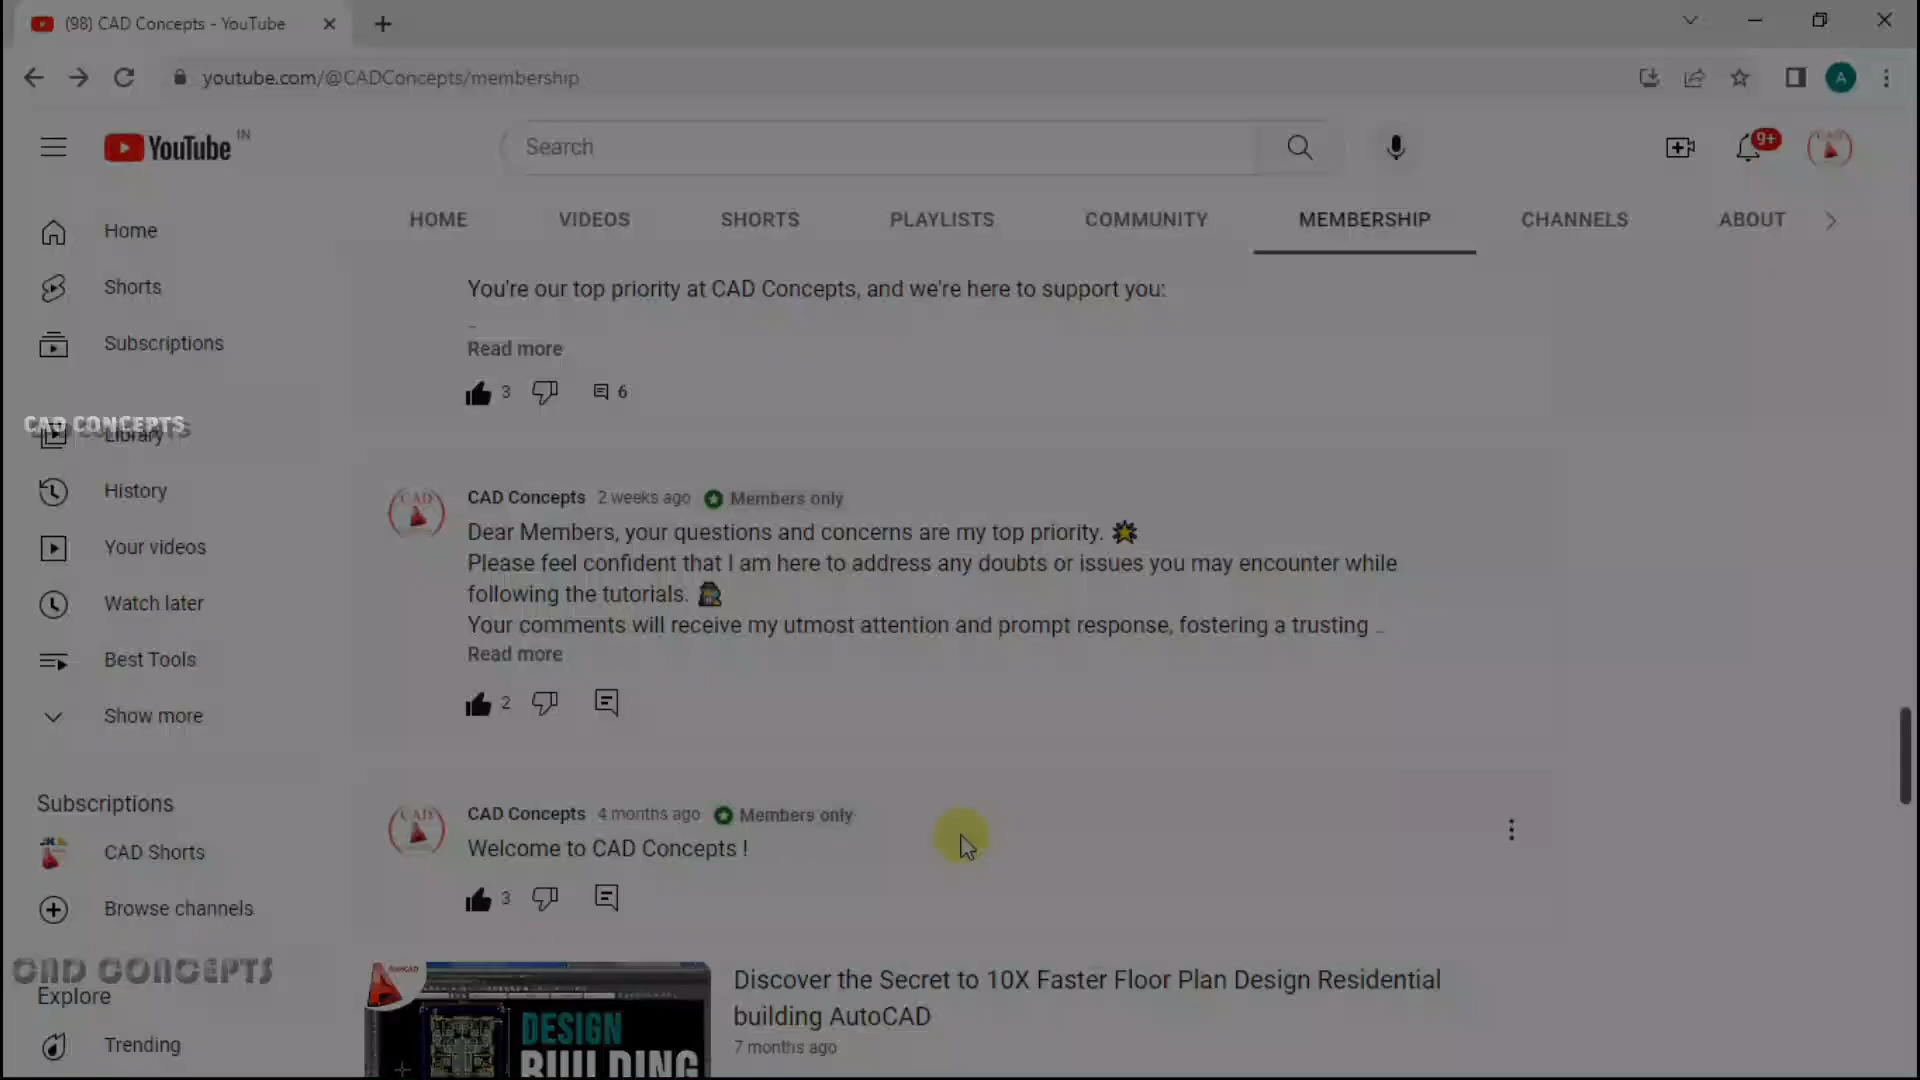 (98) CAD Concepts - YouTube
youtube.com/@CADConcepts/membership
A
YouTube IN
Search
9+
HOME
VIDEOS
SHORTS
PLAYLISTS
COMMUNITY
MEMBERSHIP
CHANNELS
ABOUT
Home
Shorts
Subscriptions
CAD CONCEPTS
Library
History
Your videos
Watch later
Best Tools
Show more
Subscriptions
CAD Shorts
Browse channels
CAD CONCEPTS
Explore
Trending
You're our top priority at CAD Concepts, and we're here to support you:
..
Read more
3
6
CAD Concepts 2 weeks ago Members only
Dear Members, your questions and concerns are my top priority. 🌟
Please feel confident that I am here to address any doubts or issues you may encounter while
following the tutorials.
Your comments will receive my utmost attention and prompt response, fostering a trusting ..
Read more
2
CAD Concepts 4 months ago Members only
Welcome to CAD Concepts !
3
DESIGN
BUILDING
Discover the Secret to 10X Faster Floor Plan Design Residential
building AutoCAD
7 months ago